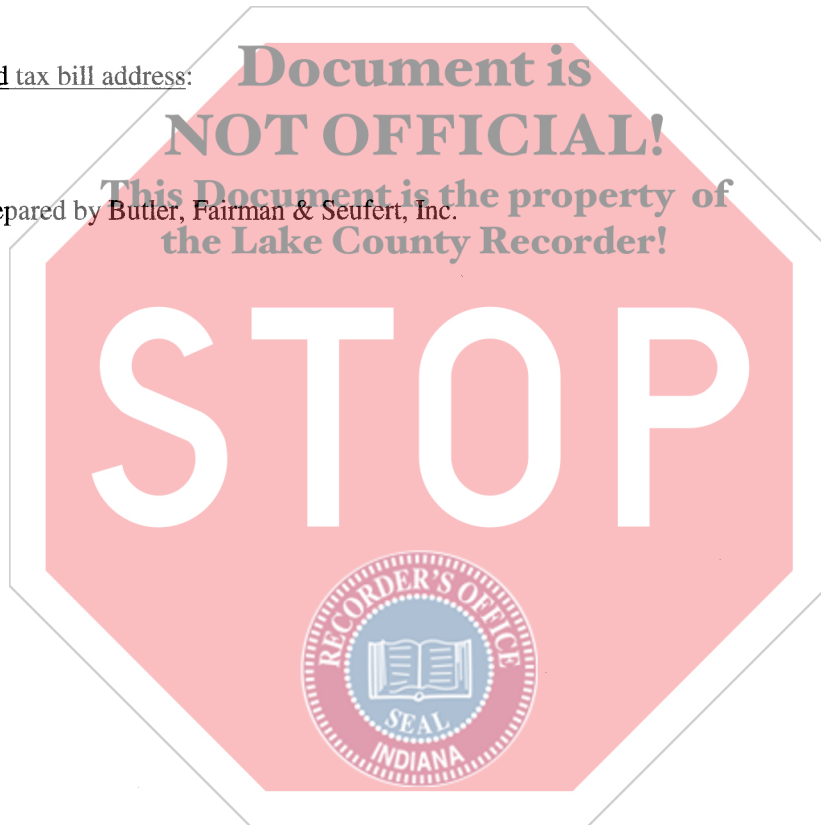 Document is
d tax bill address:
NOT OFFICIAL!
This Document is the property of
epared by Butler, Fairman & Seufert, Inc.
the Lake County Recorder!
STOP
RECORDER'S OFFICE
SEAL
INDIANA